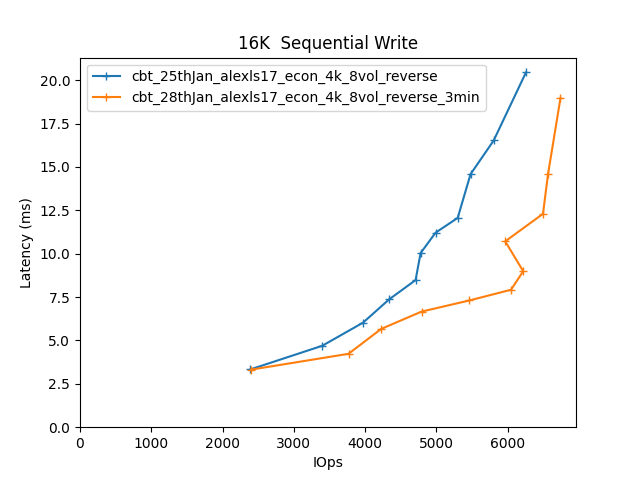 16K  Sequential Write
cbt_25thJan_alexls17_econ_4k_8vol_reverse
cbt_28thJan_alexls17_econ_4k_8vol_reverse_3min
Latency (ms)
20.0
17.5
15.0
12.5
10.0
7.5
5.0
2.5
0.0
0 1000 2000 3000 4000 5000 6000
IOps